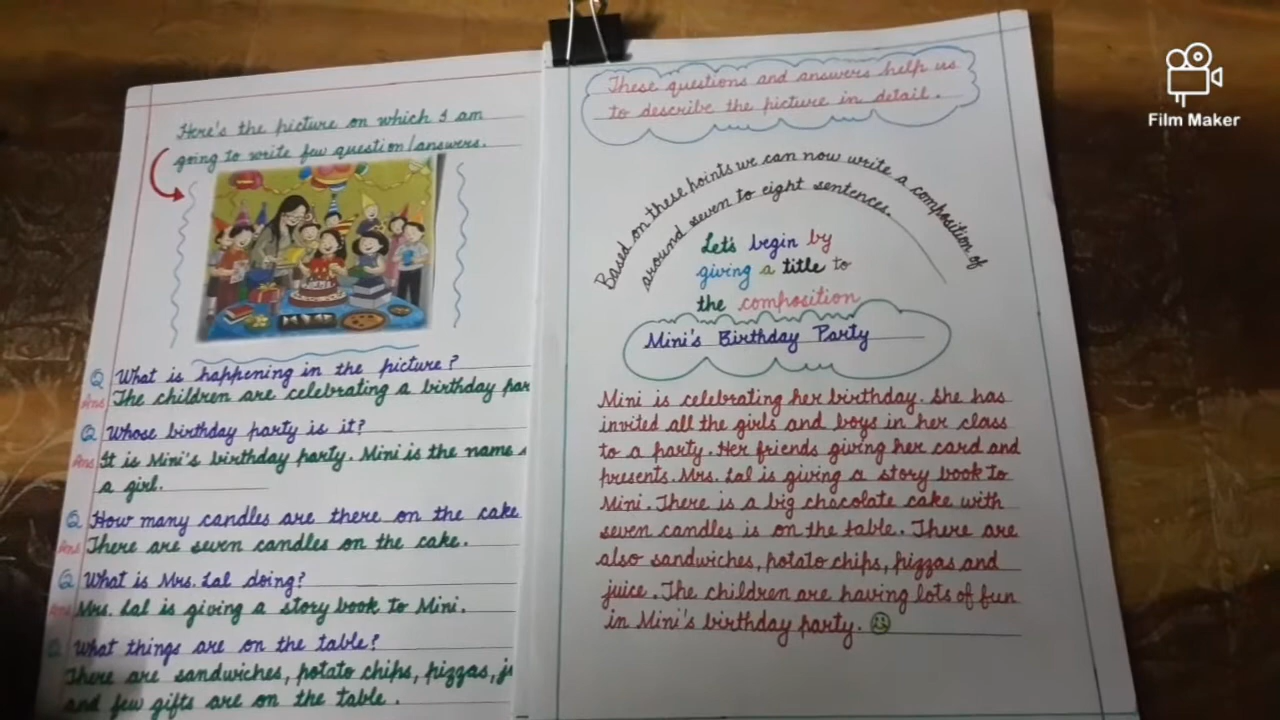 Here's the picture on which I am
going to write few question/answers.
Q What is happening in the picture?
Ans The children are celebrating a birthday par
Q Whose birthday party is it?
Ans It is Mini's birthday party. Mini is the name
a girl.
Q How many candles are there on the cake
Ans There are seven candles on the cake.
Q What is Mrs. Lal doing?
Ans Mrs. Lal is giving a story book to Mini.
Q What things are on the table?
There are sandwiches, potato chips, pizzas, j
and few gifts are on the table.
These questions and answers help us
to describe the picture in detail.
Based on these points we can now write a composition of
around seven to eight sentences.
Let's begin by
giving a title to
the composition
Mini's Birthday Party
Mini is celebrating her birthday. She has
invited all the girls and boys in her class
to a party. Her friends giving her card and
presents. Mrs. Lal is giving a story book to
Mini. There is a big chocolate cake with
seven candles is on the table. There are
also sandwiches, potato chips, pizzas and
juice. The children are having lots of fun
in Mini's birthday party.
Film Maker